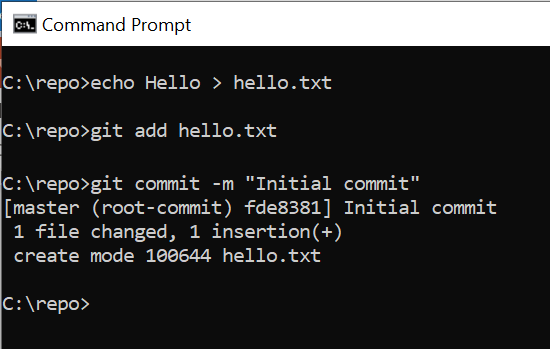 Command Prompt
C:\repo>echo Hello > hello.txt
C:\repo>git add hello.txt
C:\repo>git commit -m "Initial commit"
[master (root-commit) fde8381] Initial commit
 1 file changed, 1 insertion(+)
 create mode 100644 hello.txt
C:\repo>